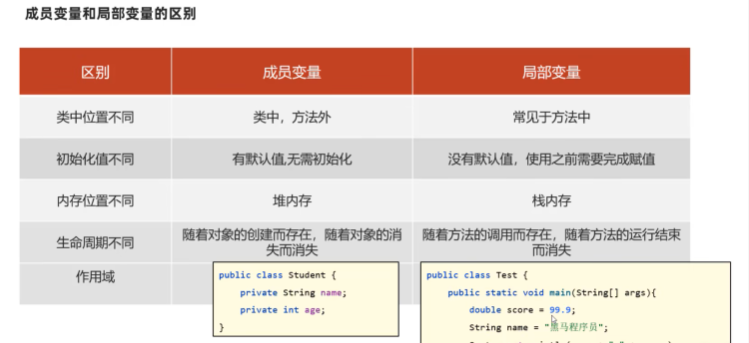 成员变量和局部变量的区别
区别 成员变量 局部变量
类中位置不同 类中，方法外 常见于方法中
初始化值不同 有默认值,无需初始化 没有默认值，使用之前需要完成赋值
内存位置不同 堆内存 栈内存
生命周期不同 随着对象的创建而存在，随着对象的消失而消失 随着方法的调用而存在，随着方法的运行结束而消失
作用域
public class Student {
private String name;
private int age;
}
public class Test {
public static void main(String[] args){
double score = 99.9;
String name = "黑马程序员";